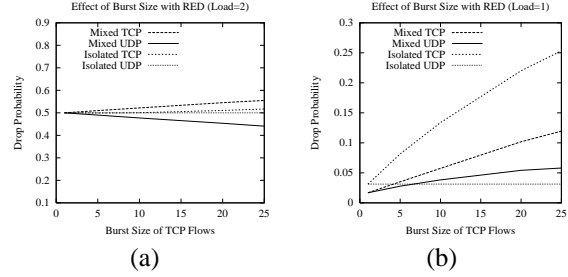 Effect of Burst Size with RED (Load=2)
0.9
0.8
0.7
0.6
0.5
0.4
0.3
0.2
0.1
Drop Probability
Mixed TCP
Mixed UDP
Isolated TCP
Isolated UDP
0 5 10 15 20 25
Burst Size of TCP Flows
(a)
Effect of Burst Size with RED (Load=1)
0.3
0.25
0.2
0.15
0.1
0.05
0
Drop Probability
Mixed TCP
Mixed UDP
Isolated TCP
Isolated UDP
0 5 10 15 20 25
Burst Size of TCP Flows
(b)